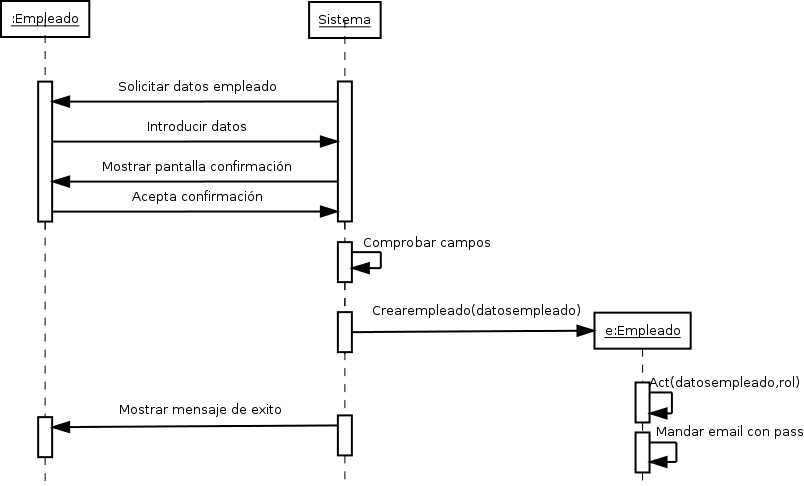 :Empleado
Sistema
Solicitar datos empleado
Introducir datos
Mostrar pantalla confirmación
Acepta confirmación
Comprobar campos
Crearempleado(datosempleado)
e:Empleado
Act(datosempleado,rol)
Mostrar mensaje de exito
Mandar email con pass